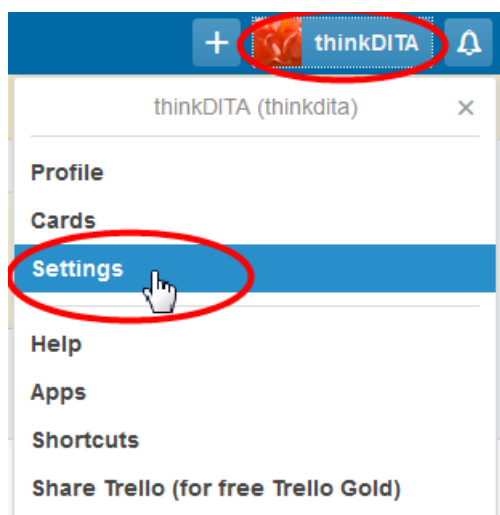 thinkDITA
thinkDITA (thinkdita)
Profile
Cards
Settings
Help
Apps
Shortcuts
Share Trello (for free Trello Gold)